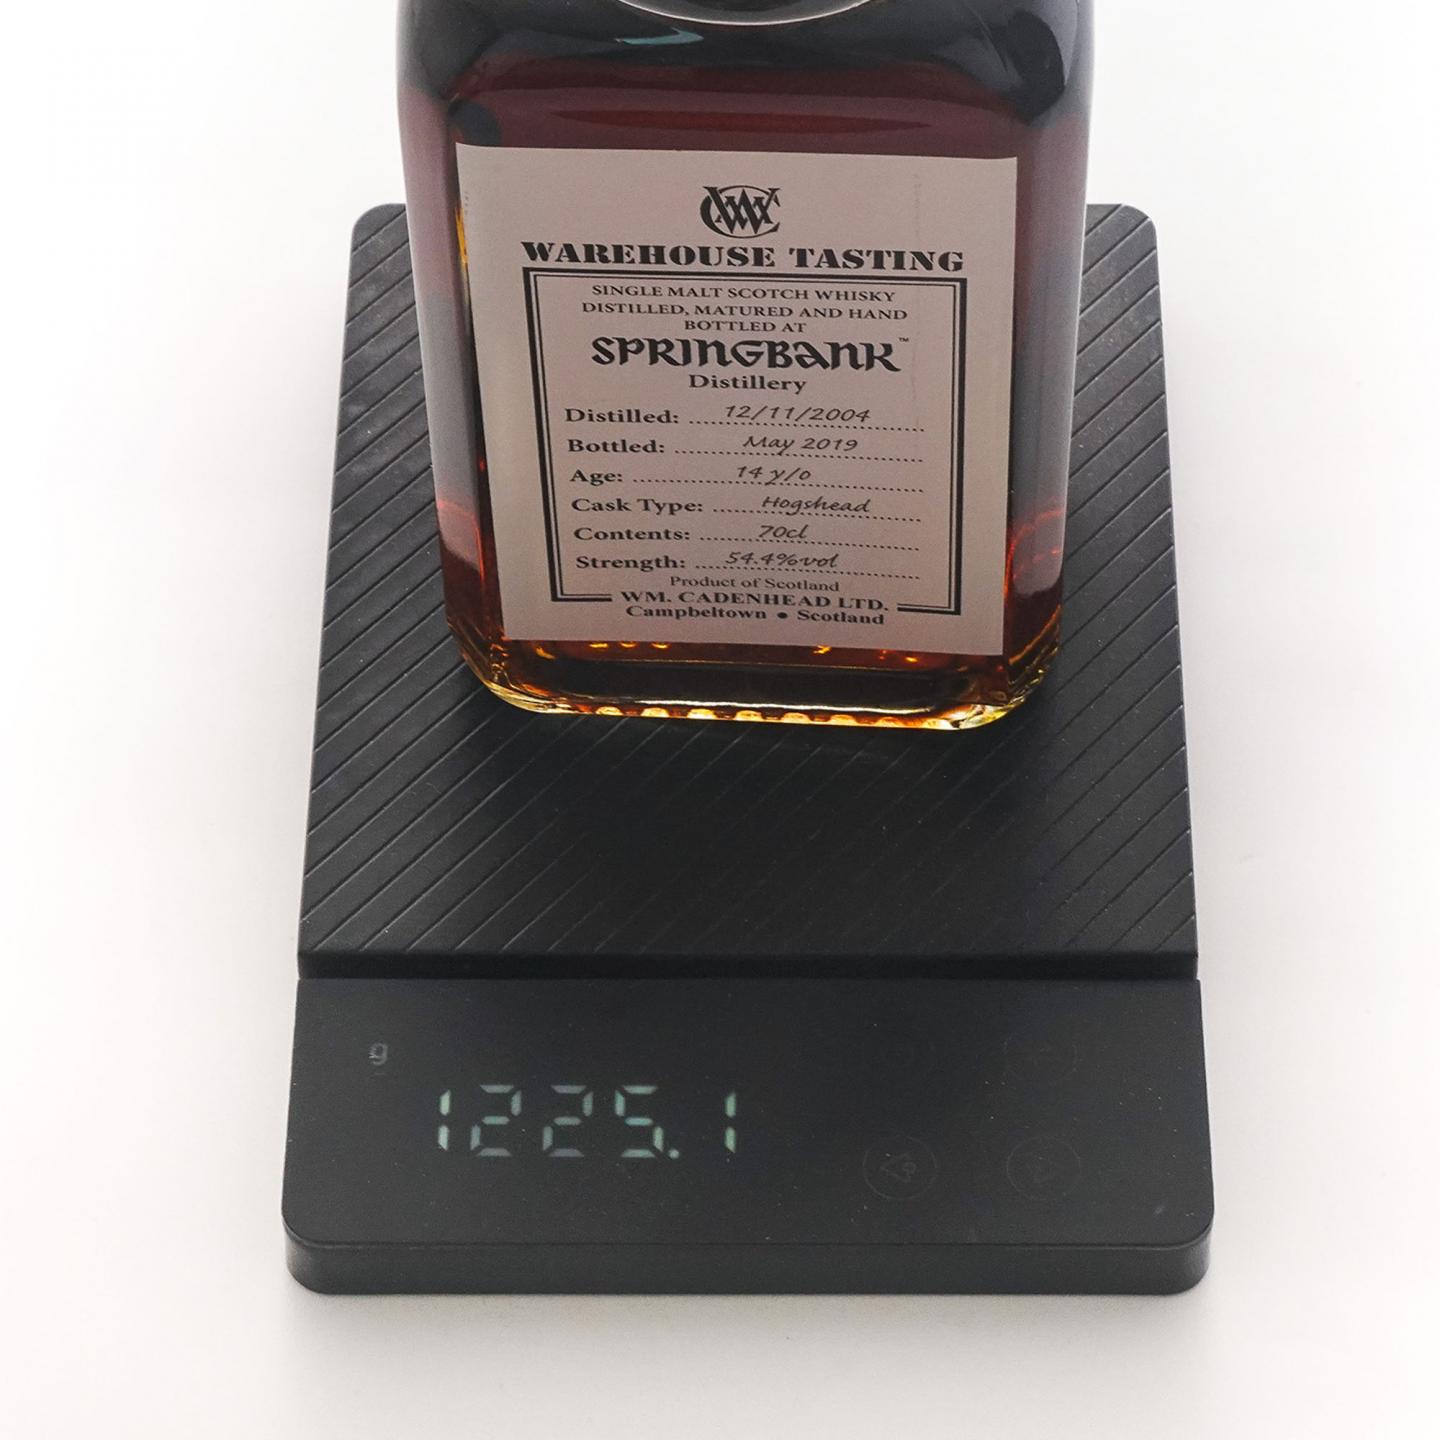 WAREHOUSE TASTING
SINGLE MALT SCOTCH WHISKY
DISTILLED, MATURED AND HAND
BOTTLED AT
SPRINGBANK™
Distillery
Distilled: 12/11/2004
Bottled: May 2019
Age: 14 y/o
Cask Type: Hogshead
Contents: 70cl
Strength: 54.4%vol
Product of Scotland
WM. CADENHEAD LTD.
Campbeltown • Scotland
g
1225.1